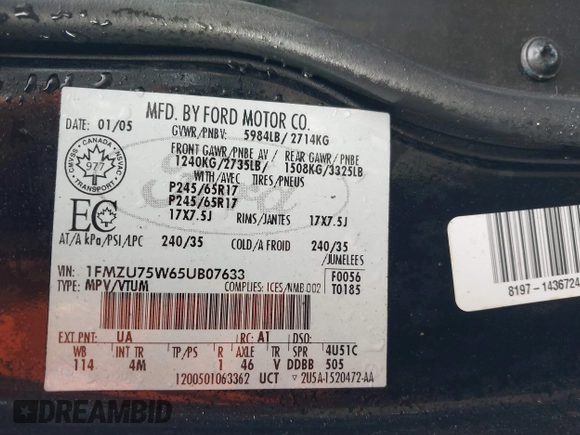 MFD. BY FORD MOTOR CO.
DATE: 01/05
GVWR/PNBV: 5984LB/2714KG
FRONT GAWR/PNBE AV / REAR GAWR/PNBE
1240KG/2735LB/ 1508KG/3325LB
WITH/AVEC TIRES/PNEUS
P245/65R17
P245/65R17
17X7.5J RIMS/JANTES 17X7.5J
CMVSS • CANADA • NSVAC
977
TRANSPORT
Ford
EC
AT/A kPa/PSI/LPC 240/35 COLD/A FROID 240/35
/JUMELEES
VIN: 1FMZU75W65UB07633
F0056
TYPE: MPV/VTUM
COMPLIES: ICES/NMB-002
T0185
EXT PNT: UA RC: A1 DSO:
WB INT TR TP/PS R AXLE TR SPR 4U51C
114 4M 1 46 V DDBB 505
1200501063362 UCT 2U5A-1520472-AA
8197-1436724
DREAMBID